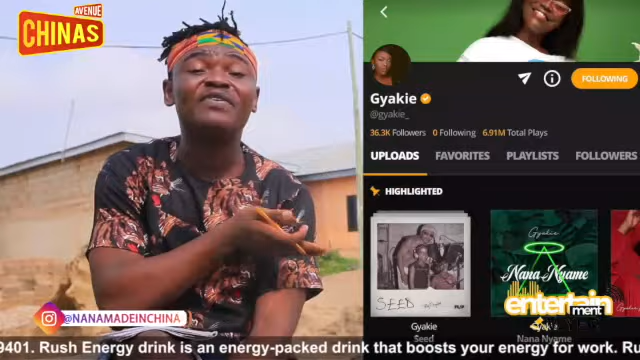 AVENUE
CHINAS
FOLLOWING
Gyakie
@gyakie_
36.3K Followers 0 Following 6.91M Total Plays
UPLOADS FAVORITES PLAYLISTS FOLLOWERS
HIGHLIGHTED
SEED
Gyakie
Nana Nyame
Gyakie
Seed
Nana Nyame
entertainment
@NANAMADEINCHINA
9401. Rush Energy drink is an energy-packed drink that boosts your energy for work. Ru